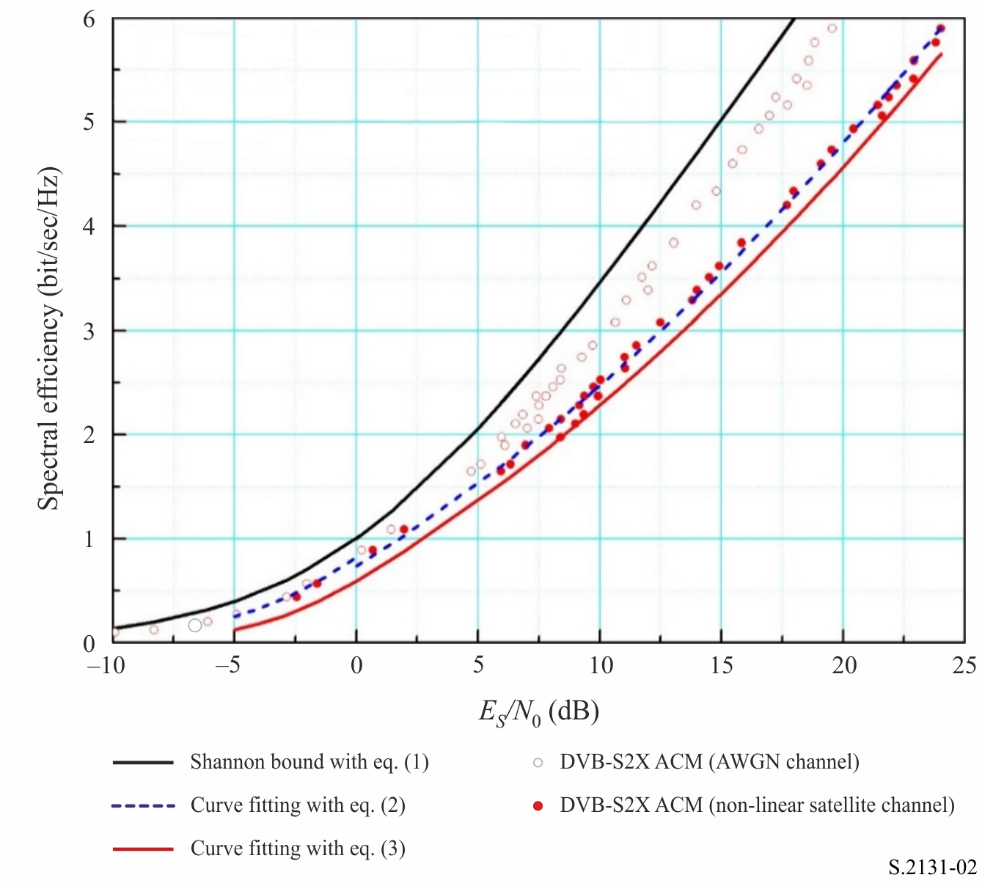 6
5
4
3
2
1
0
Spectral efficiency (bit/sec/Hz)
–10 –5 0 5 10 15 20 25
ES/N0 (dB)
Shannon bound with eq. (1)
Curve fitting with eq. (2)
Curve fitting with eq. (3)
DVB-S2X ACM (AWGN channel)
DVB-S2X ACM (non-linear satellite channel)
S.2131-02